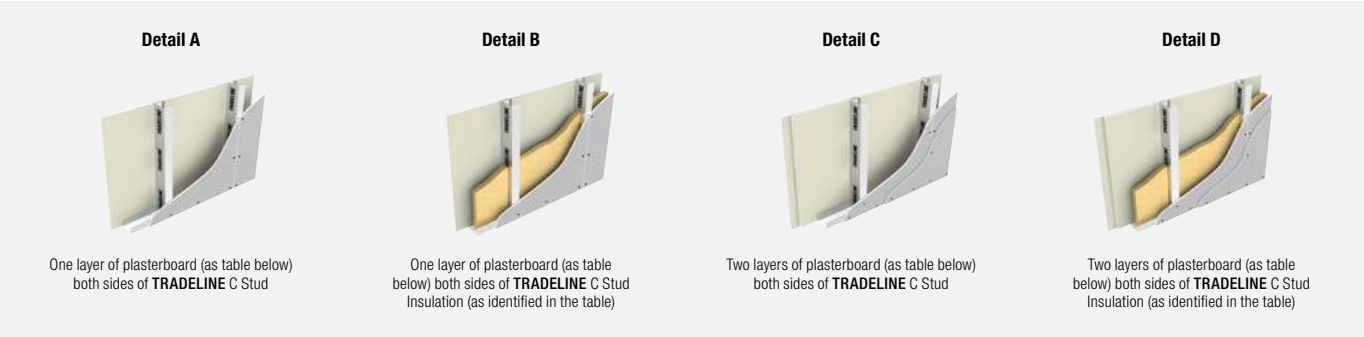 Detail A
One layer of plasterboard (as table below)
both sides of TRADELINE C Stud
Detail B
One layer of plasterboard (as table
below) both sides of TRADELINE C Stud
Insulation (as identified in the table)
Detail C
Two layers of plasterboard (as table below)
both sides of TRADELINE C Stud
Detail D
Two layers of plasterboard (as table
below) both sides of TRADELINE C Stud
Insulation (as identified in the table)